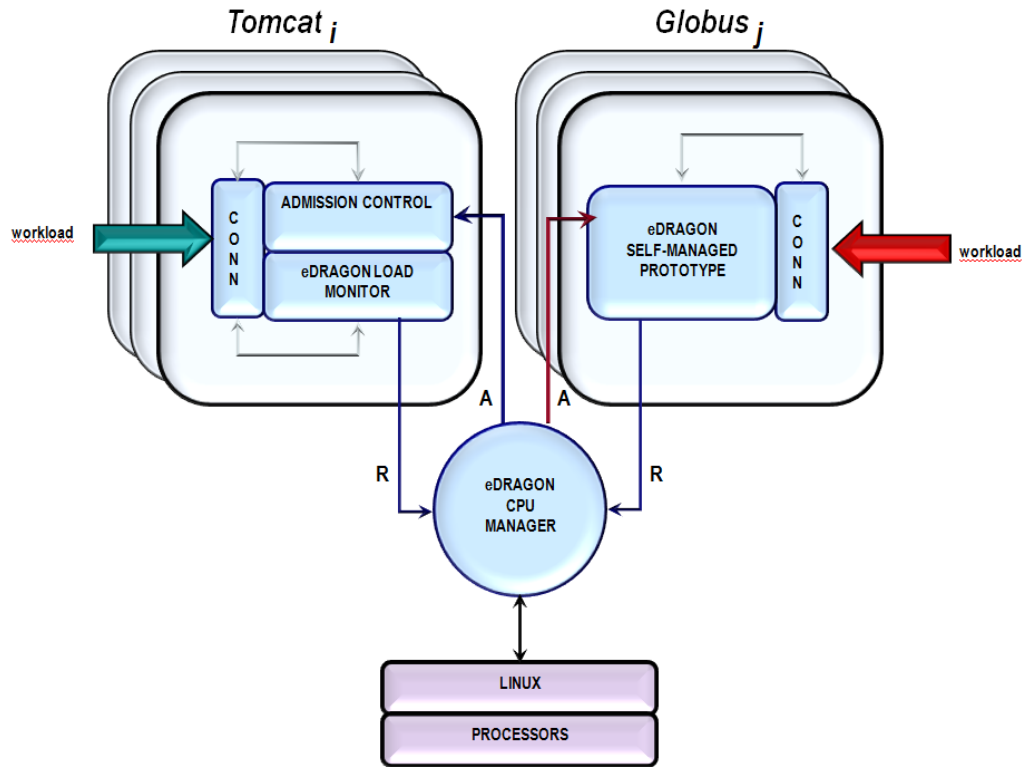 Tomcat i
Globus j
workload
C
O
N
N
ADMISSION CONTROL
eDRAGON LOAD
MONITOR
eDRAGON
SELF-MANAGED
PROTOTYPE
C
O
N
N
workload
A
A
R
R
eDRAGON
CPU
MANAGER
LINUX
PROCESSORS